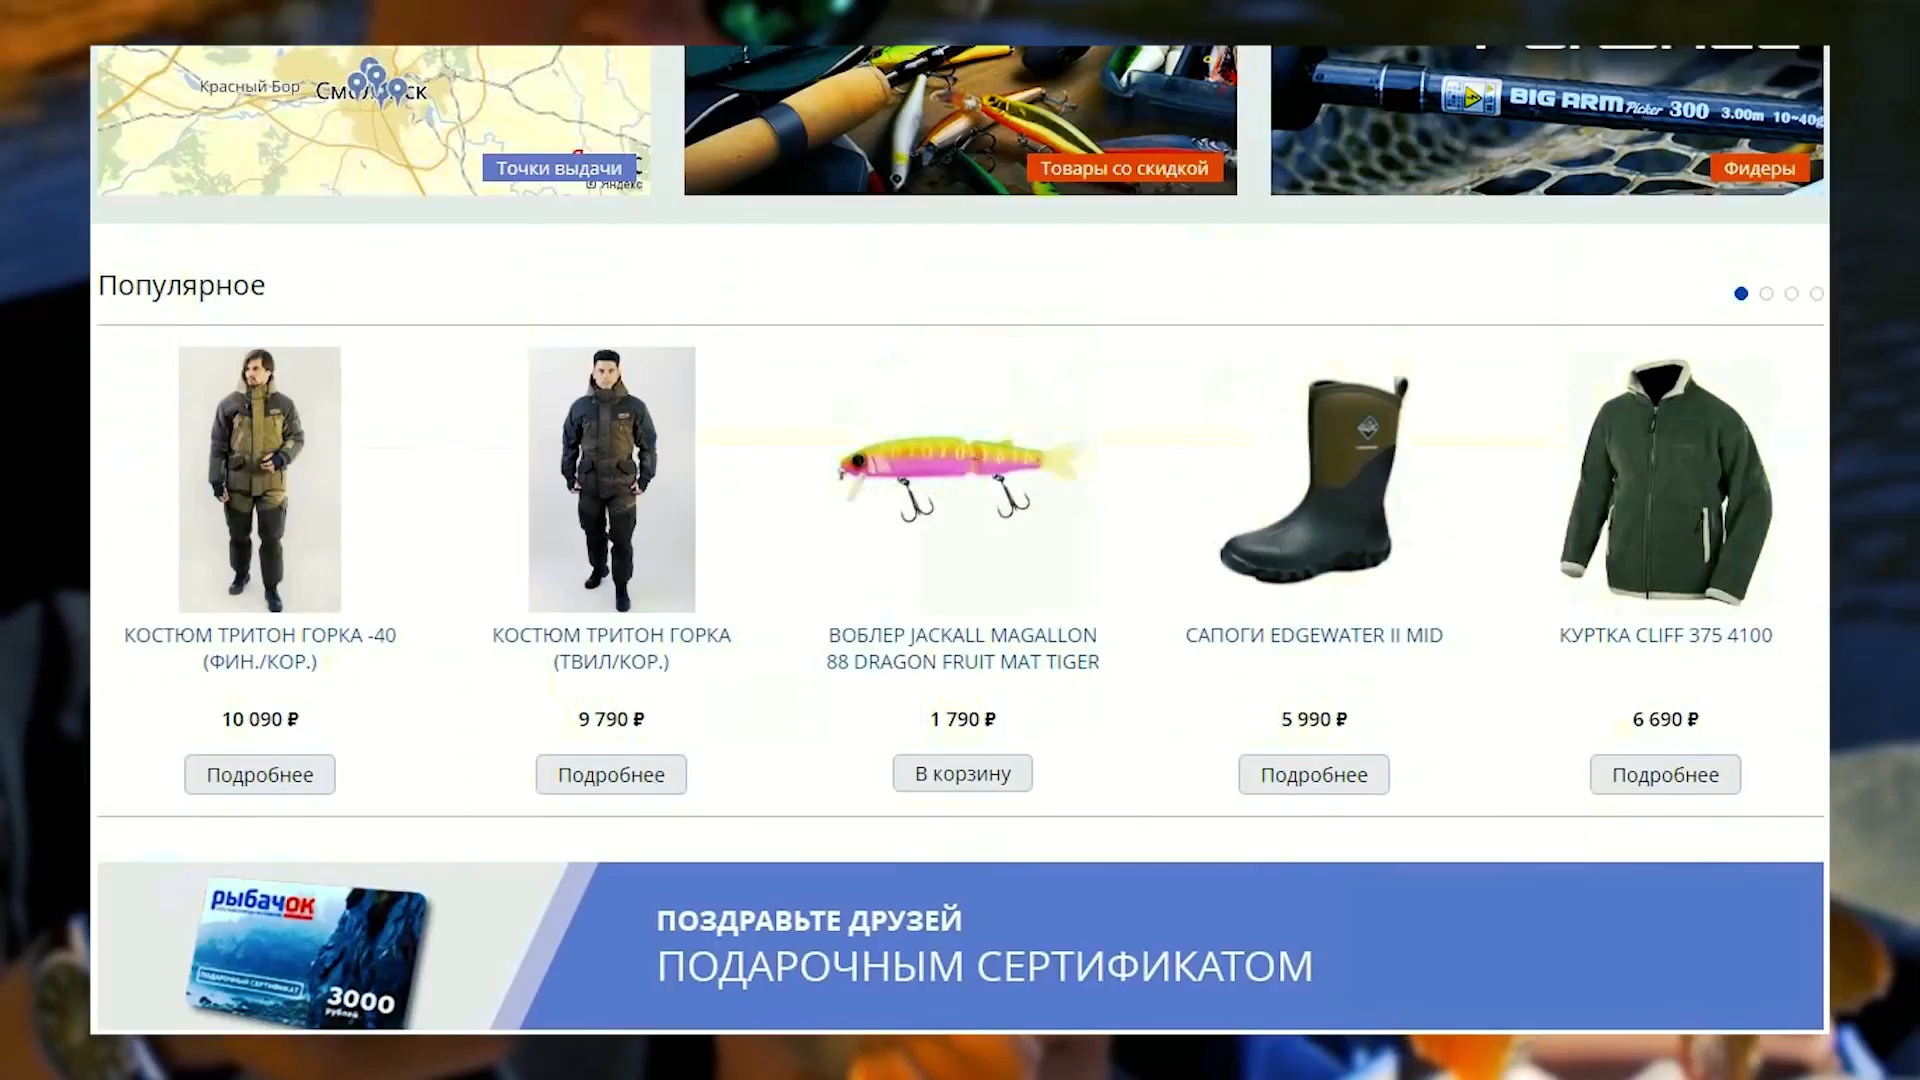 Красный Бор
Точки выдачи
© Яндекс
Товары со скидкой
BIG ARM Picker 300 3.00m 10~40g
Фидеры
Популярное
КОСТЮМ ТРИТОН ГОРКА -40
(ФИН./КОР.)
10 090 ₽
Подробнее
КОСТЮМ ТРИТОН ГОРКА
(ТВИЛ/КОР.)
9 790 ₽
Подробнее
ВОБЛЕР JACKALL MAGALLON
88 DRAGON FRUIT MAT TIGER
1 790 ₽
В корзину
САПОГИ EDGEWATER II MID
5 990 ₽
Подробнее
КУРТКА CLIFF 375 4100
6 690 ₽
Подробнее
рыбачок
ПОДАРОЧНЫЙ СЕРТИФИКАТ
3000
рублей
ПОЗДРАВЬТЕ ДРУЗЕЙ
ПОДАРОЧНЫМ СЕРТИФИКАТОМ